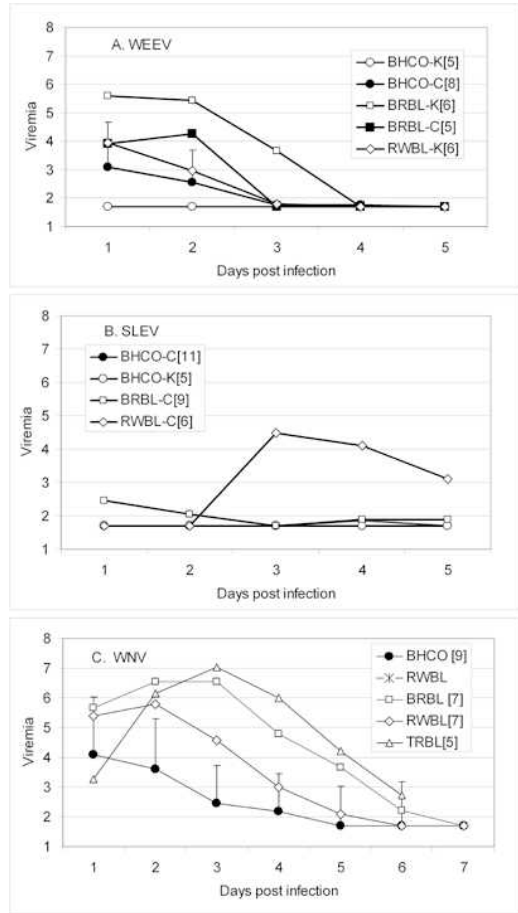 A. WEEV
8
7
6
5
4
3
2
1
Viremia
BHCO-K[5]
BHCO-C[8]
BRBL-K[6]
BRBL-C[5]
RWBL-K[6]
1 2 3 4 5
Days post infection
B. SLEV
8
7
6
5
4
3
2
1
Viremia
BHCO-C[11]
BHCO-K[5]
BRBL-C[9]
RWBL-C[6]
1 2 3 4 5
Days post infection
C. WNV
8
7
6
5
4
3
2
1
Viremia
BHCO [9]
RWBL
BRBL [7]
RWBL[7]
TRBL[5]
1 2 3 4 5 6 7
Days post infection